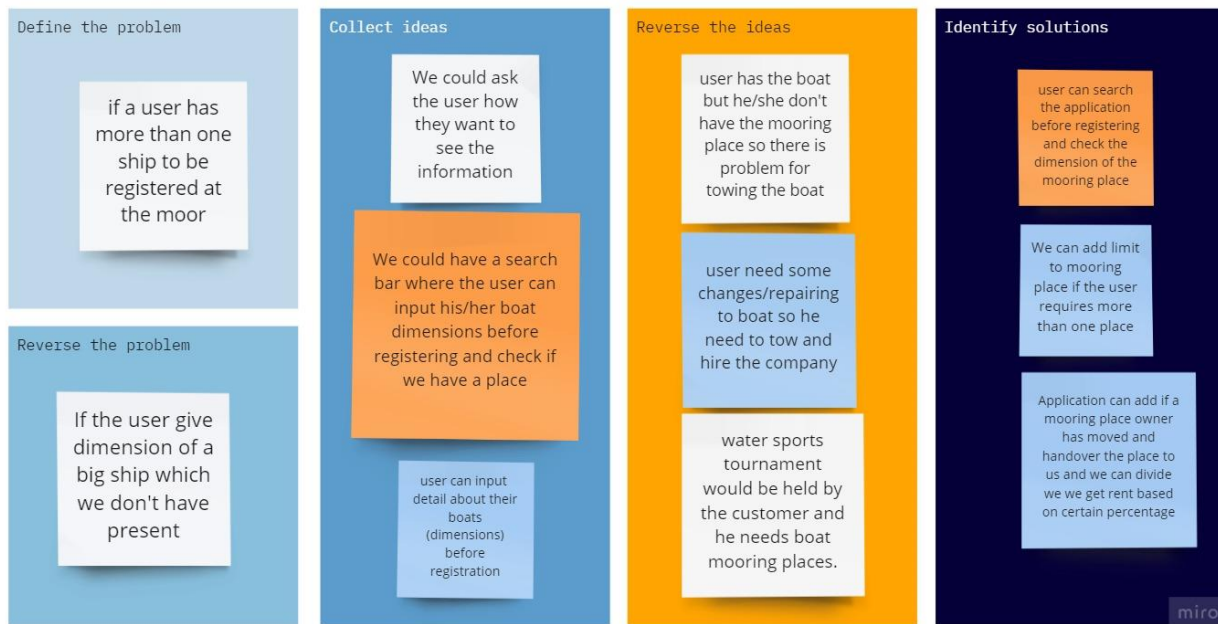 Define the problem
if a user has
more than one
ship to be
registered at
the moor
Reverse the problem
If the user give
dimension of a
big ship which
we don't have
present
Collect ideas
We could ask
the user how
they want to
see the
information
We could have a search
bar where the user can
input his/her boat
dimensions before
registering and check if
we have a place
user can input
detail about their
boats
(dimensions)
before
registration
Reverse the ideas
user has the boat
but he/she don't
have the mooring
place so there is
problem for
towing the boat
user need some
changes/repairing
to boat so he
need to tow and
hire the company
water sports
tournament
would be held by
the customer and
he needs boat
mooring places.
Identify solutions
user can search
the application
before registering
and check the
dimension of the
mooring place
We can add limit
to mooring
place if the user
requires more
than one place
Application can add if a
mooring place owner
has moved and
handover the place to
us and we can divide
we we get rent based
on certain percentage
miro